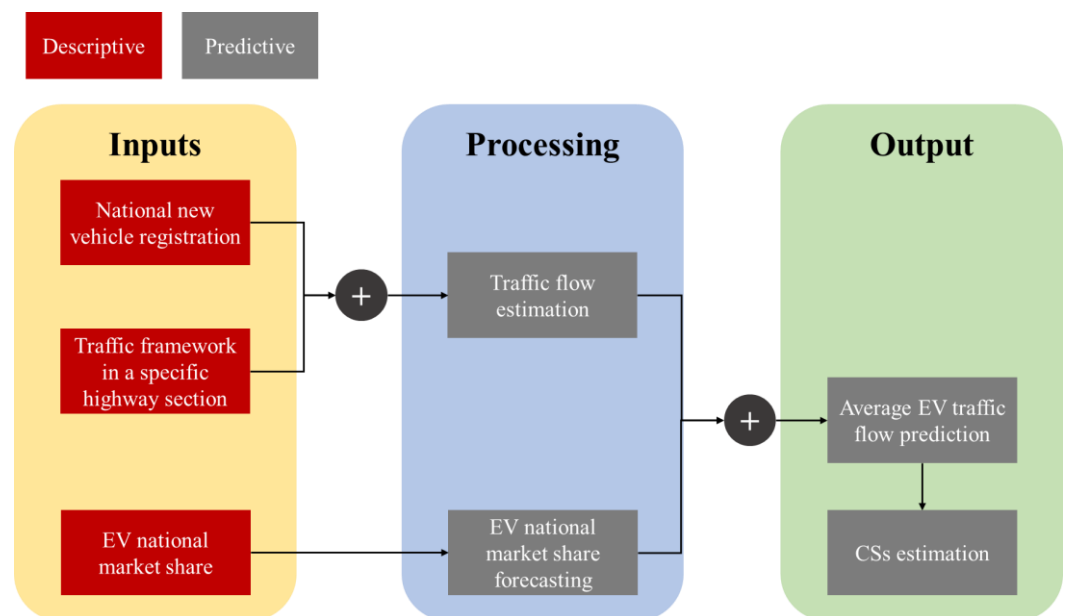 Descriptive
Predictive
Inputs
National new
vehicle registration
Traffic framework
in a specific
highway section
EV national
market share
+
Processing
Traffic flow
estimation
EV national
market share
forecasting
+
Output
Average EV traffic
flow prediction
CSs estimation